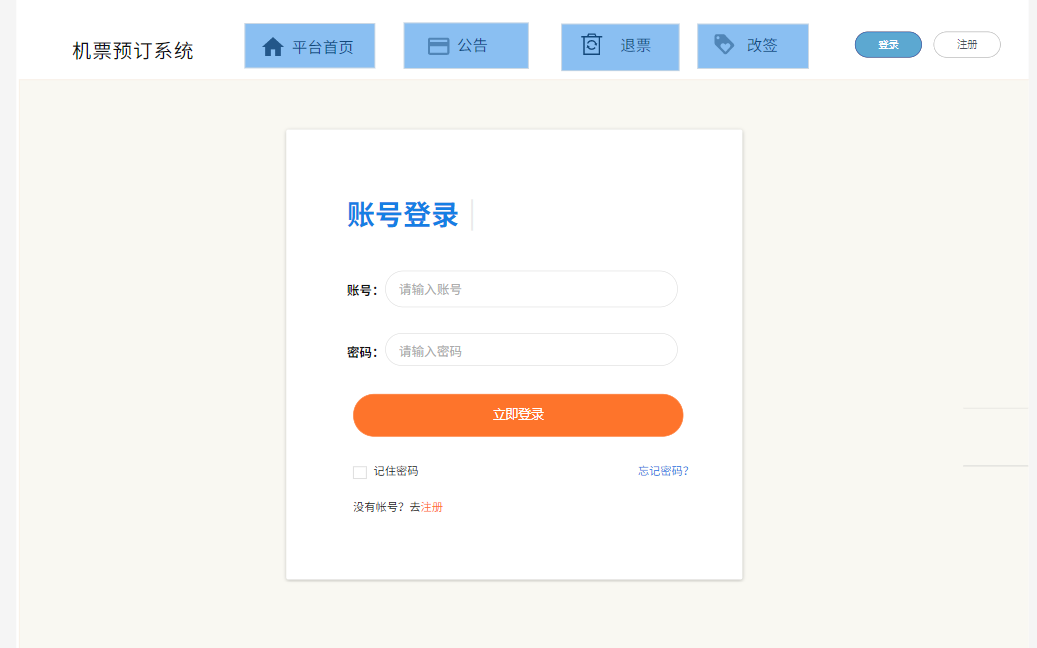 机票预订系统
平台首页
公告
退票
改签
登录
注册
账号登录
账号：
请输入账号
密码：
请输入密码
立即登录
记住密码
忘记密码？
没有帐号？去注册